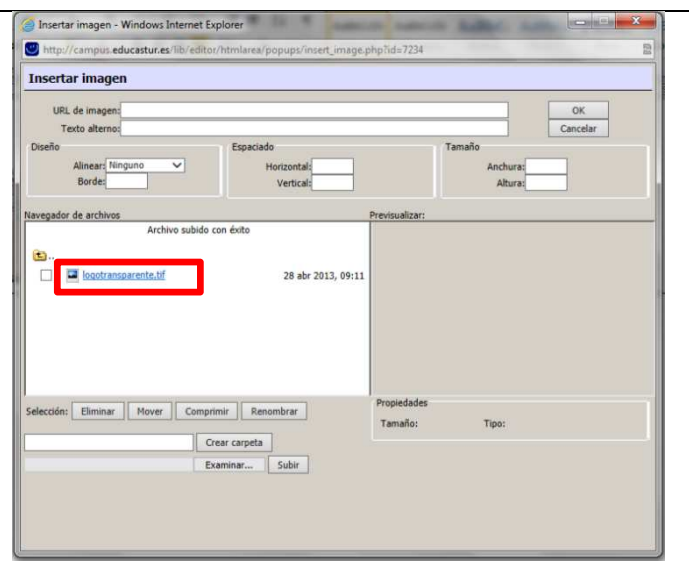 Insertar imagen - Windows Internet Explorer
http://campus.educastur.es/lib/editor/htmlarea/popups/insert_image.php?id=7234
Insertar imagen
URL de imagen:
OK
Texto alterno:
Cancelar
Diseño
Espaciado
Tamaño
Alinear: Ninguno
Horizontal:
Anchura:
Borde:
Vertical:
Altura:
Navegador de archivos
Previsualizar:
Archivo subido con éxito
..
logotransparente.tif
28 abr 2013, 09:11
Selección: Eliminar Mover Comprimir Renombrar
Propiedades
Tamaño: Tipo:
Crear carpeta
Examinar... Subir